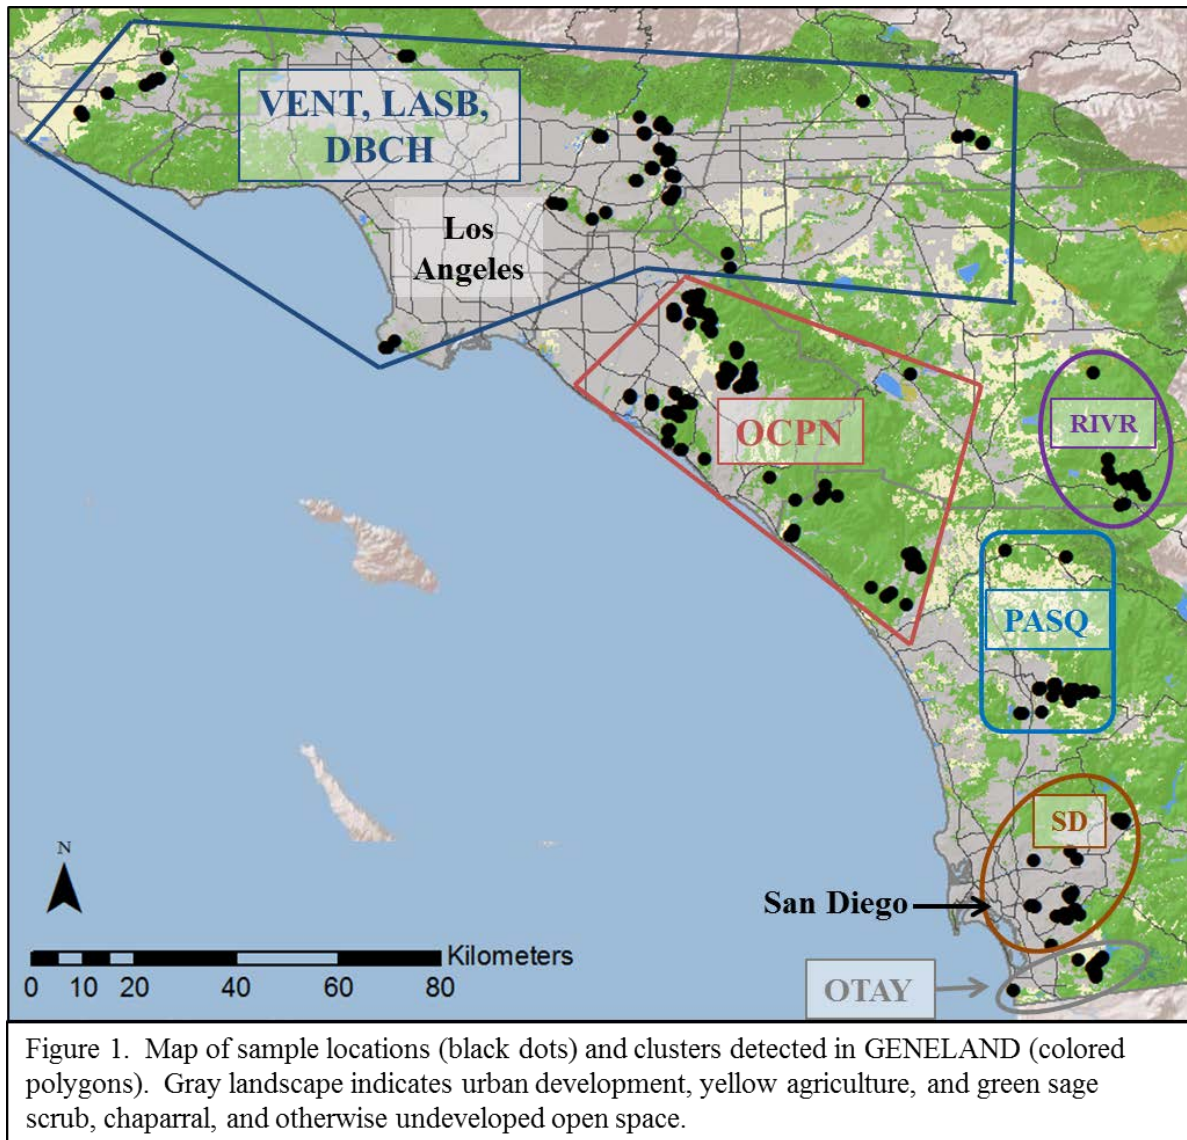 VENT, LASB,
DBCH
Los
Angeles
OCPN
RIVR
PASQ
SD
San Diego
OTAY
N
Kilometers
0 10 20 40 60 80
Figure 1.  Map of sample locations (black dots) and clusters detected in GENELAND (colored
polygons).  Gray landscape indicates urban development, yellow agriculture, and green sage
scrub, chaparral, and otherwise undeveloped open space.